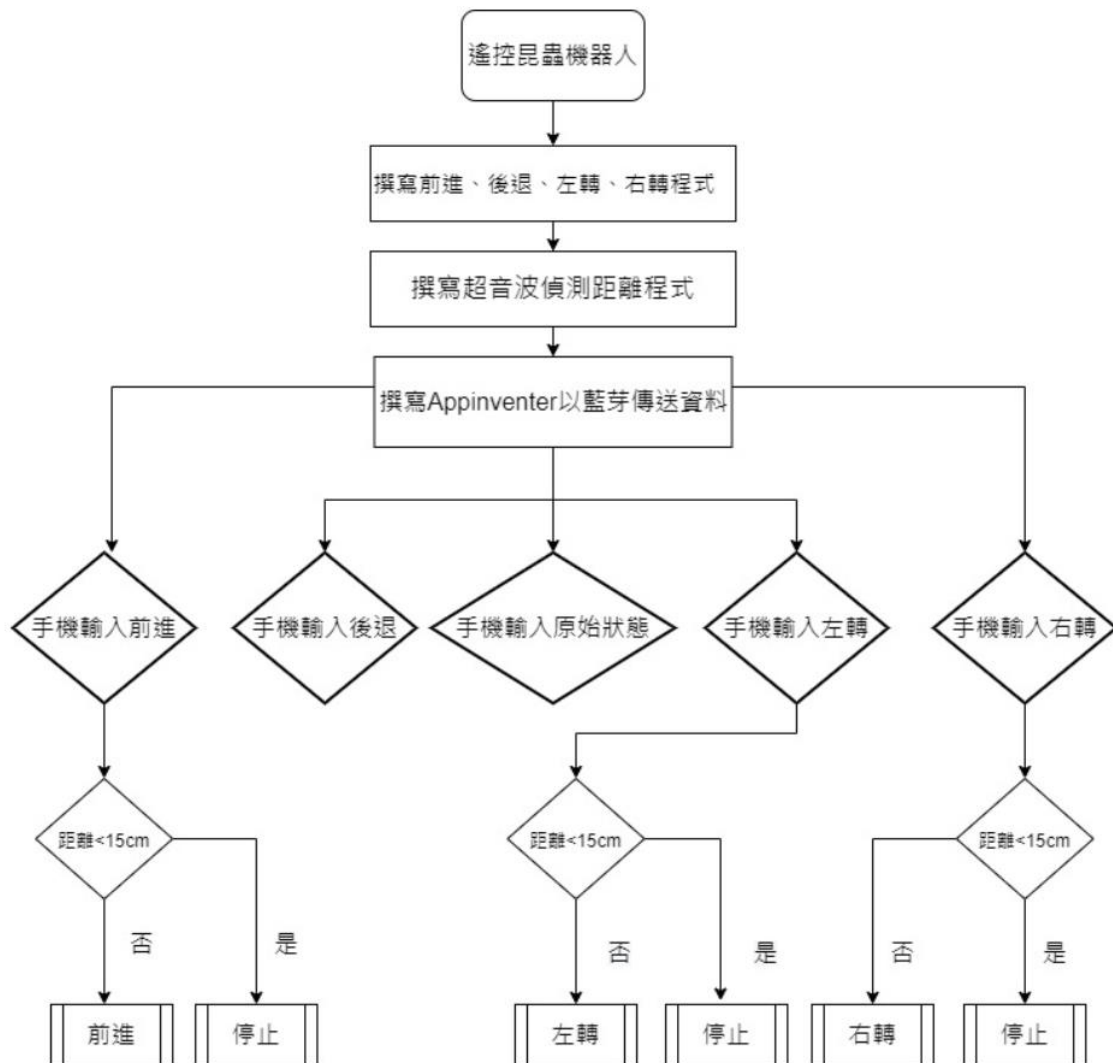 遙控昆蟲機器人
撰寫前進、後退、左轉、右轉程式
撰寫超音波偵測距離程式
撰寫Appinventer以藍芽傳送資料
手機輸入前進
手機輸入後退
手機輸入原始狀態
手機輸入左轉
手機輸入右轉
距離<15cm
距離<15cm
距離<15cm
否
是
否
是
否
是
前進
停止
左轉
停止
右轉
停止